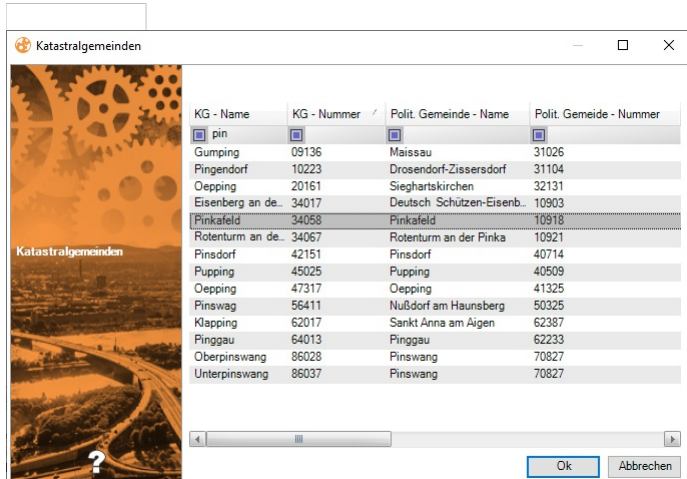 Katastralgemeinden
KG - Name KG - Nummer Polit. Gemeinde - Name Polit. Gemeide - Nummer
pin
Gumping 09136 Maissau 31026
Pingendorf 10223 Drosendorf-Zissersdorf 31104
Oepping 20161 Sieghartskirchen 32131
Eisenberg an de... 34017 Deutsch Schützen-Eisenb... 10903
Pinkafeld 34058 Pinkafeld 10918
Rotenturm an de... 34067 Rotenturm an der Pinka 10921
Katastralgemeinden
Pinsdorf 42151 Pinsdorf 40714
Pupping 45025 Pupping 40509
Oepping 47317 Oepping 41325
Pinswag 56411 Nußdorf am Haunsberg 50325
Klapping 62017 Sankt Anna am Aigen 62387
Pinggau 64013 Pinggau 62233
Oberpinswang 86028 Pinswang 70827
Unterpinswang 86037 Pinswang 70827
?
Ok Abbrechen